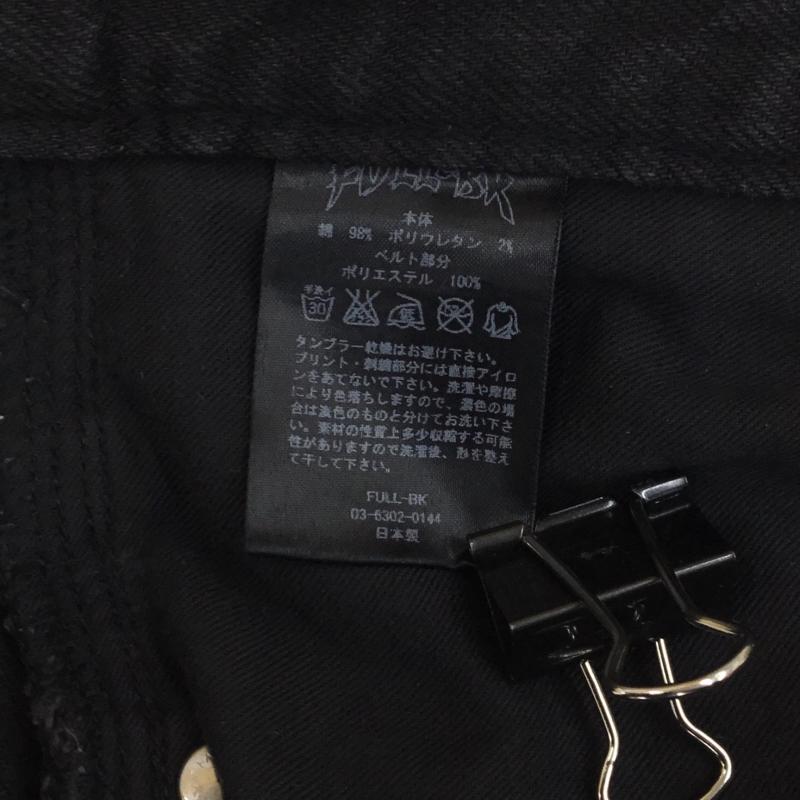 FULL-BK
本体
綿 98% ポリウレタン 2%
ベルト部分
ポリエステル 100%
手洗イ
30
タンブラー乾燥はお避け下さい。
プリント・刺繍部分には直接アイロ
ンをあてないで下さい。洗濯や摩擦
により色落ちしますので、濃色の場
合は淡色のものと分けてお洗い下さ
い。素材の性質上多少収縮する可能
性がありますので洗濯後、形を整え
て干して下さい。
FULL-BK
03-6302-0144
日本製